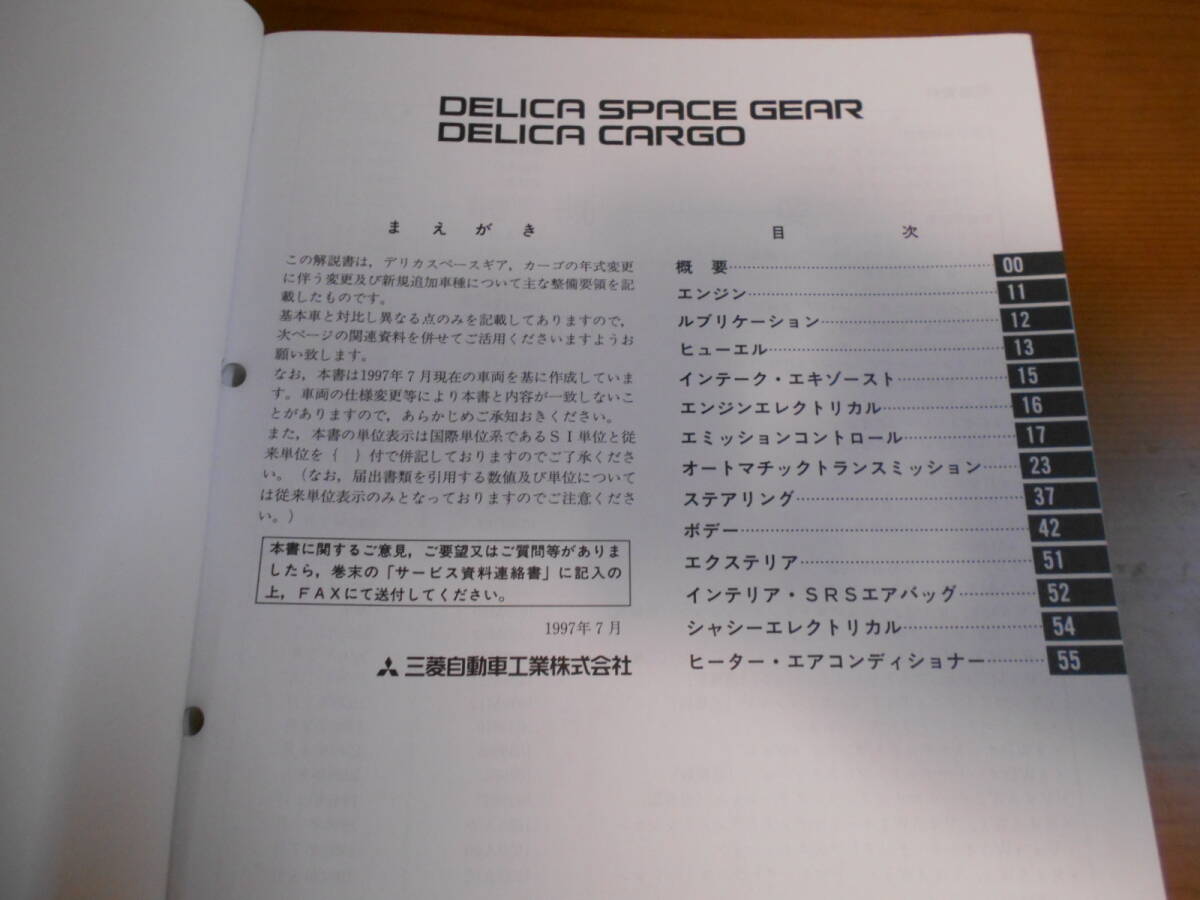 DELICA SPACE GEAR
DELICA CARGO
まえがき
この解説書は，デリカスペースギア，カーゴの年式変更
に伴う変更及び新規追加車種について主な整備要領を記
載したものです。
基本車と対比し異なる点のみを記載してありますので，
次ページの関連資料を併せてご活用くださいますようお
願い致します。
なお，本書は1997年7月現在の車両を基に作成していま
す。車両の仕様変更等により本書と内容が一致しないこ
とがありますので，あらかじめご承知おきください。
また，本書の単位表示は国際単位系であるSI単位と従
来単位を{ }付で併記しておりますのでご了承くださ
い。（なお，届出書類を引用する数値及び単位について
は従来単位表示のみとなっておりますのでご注意くださ
い。）
本書に関するご意見，ご要望又はご質問等がありま
したら，巻末の「サービス資料連絡書」に記入の
上，FAXにて送付してください。
1997年7月
三菱自動車工業株式会社
目次
概要 00
エンジン 11
ルブリケーション 12
ヒューエル 13
インテーク・エキゾースト 15
エンジンエレクトリカル 16
エミッションコントロール 17
オートマチックトランスミッション 23
ステアリング 37
ボデー 42
エクステリア 51
インテリア・SRSエアバッグ 52
シャシーエレクトリカル 54
ヒーター・エアコンディショナー 55